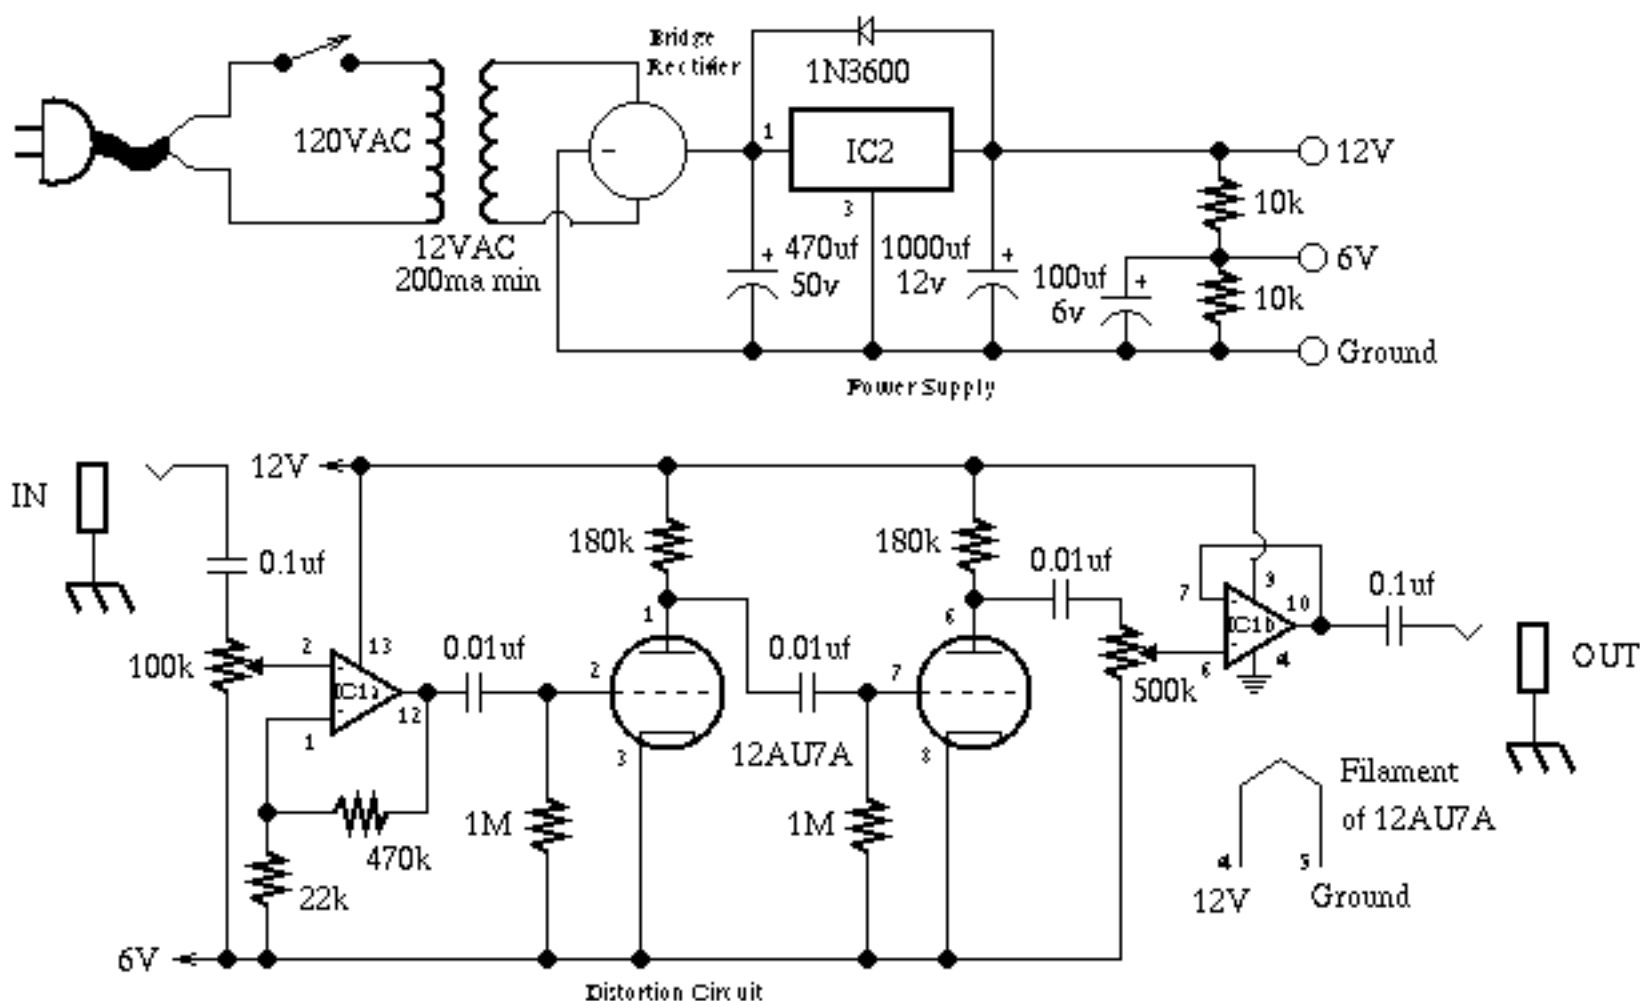 Bridge
Rectifier
1N3600
120VAC
-
1
IC2
12V
3
10k
12VAC
200ma min
+
470uf
50v
1000uf
12v
+
100uf
6v
+
6V
10k
Ground
Power Supply
IN
12V
180k
180k
0.01uf
0.1uf
7
-
9
10
0.1uf
IC1b
6
4
OUT
100k
2
13
0.01uf
1
0.01uf
6
500k
-
IC1a
12
2
7
1
-
3
12AU7A
8
470k
22k
1M
1M
Filament
of 12AU7A
4
5
12V
Ground
6V
Distortion Circuit